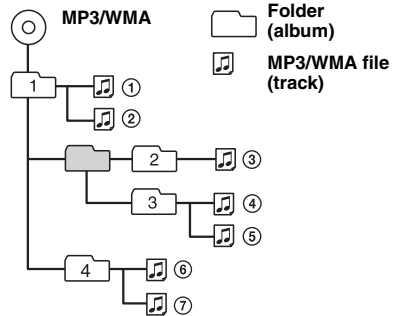 MP3/WMA
Folder
(album)
MP3/WMA file
(track)
1
①
②
2
③
3
④
⑤
4
⑥
⑦